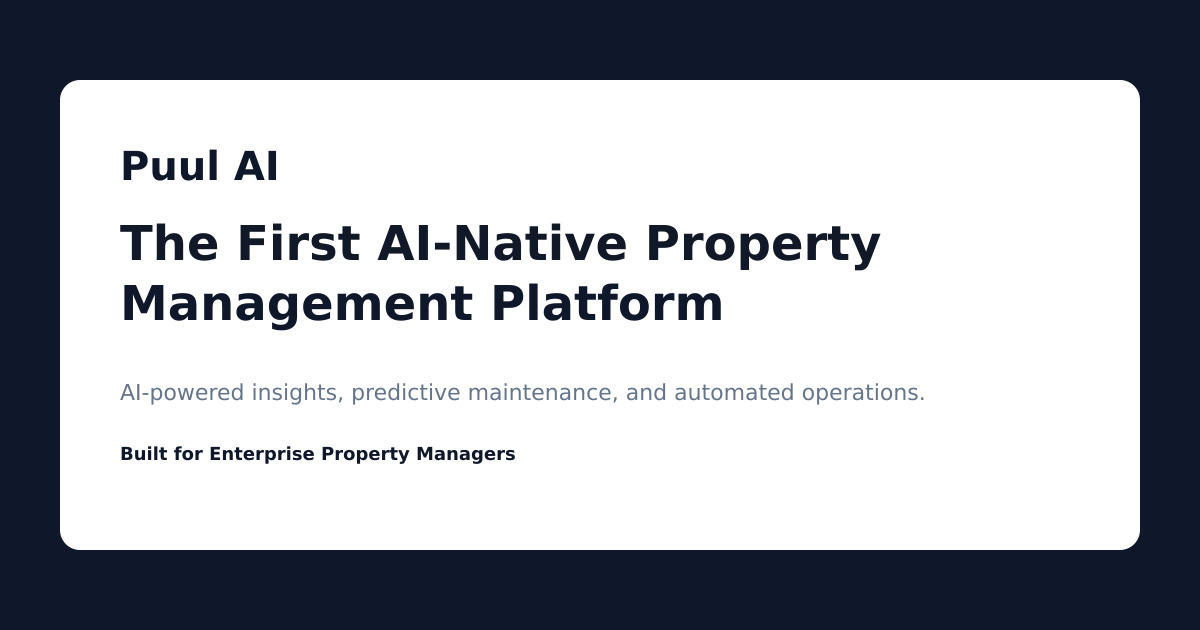 Puul AI
The First AI-Native Property
Management Platform
AI-powered insights, predictive maintenance, and automated operations.
Built for Enterprise Property Managers